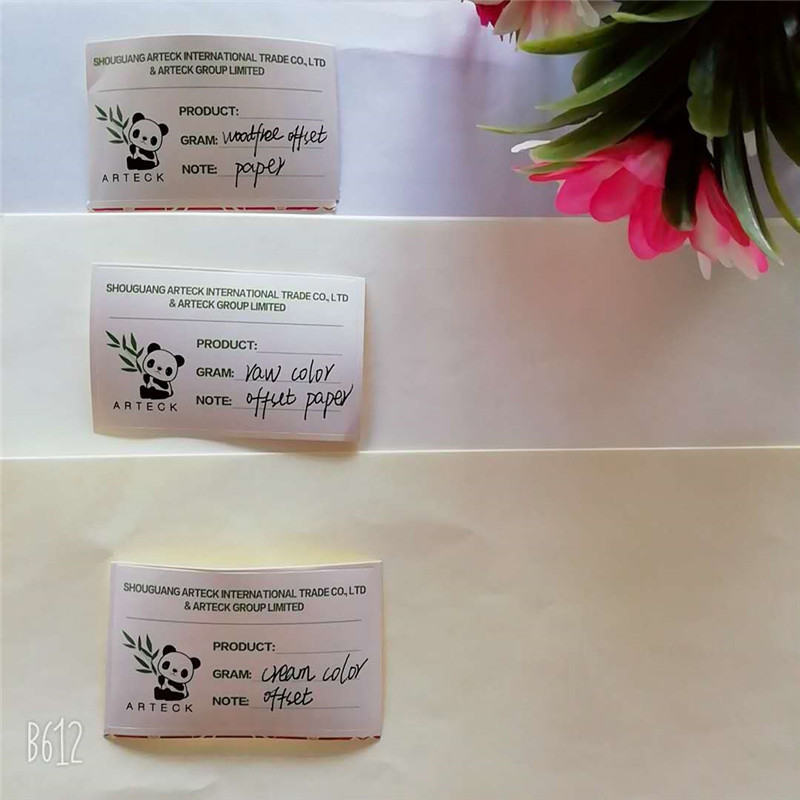 SHOUGUANG ARTECK INTERNATIONAL TRADE CO., LTD
& ARTECK GROUP LIMITED
PRODUCT:
GRAM: woodfree offset
NOTE: paper
ARTECK
SHOUGUANG ARTECK INTERNATIONAL TRADE CO., LTD
& ARTECK GROUP LIMITED
PRODUCT:
GRAM: raw color
NOTE: offset paper
ARTECK
SHOUGUANG ARTECK INTERNATIONAL TRADE CO., LTD
& ARTECK GROUP LIMITED
PRODUCT:
GRAM: cream color
NOTE: offset
ARTECK
B612